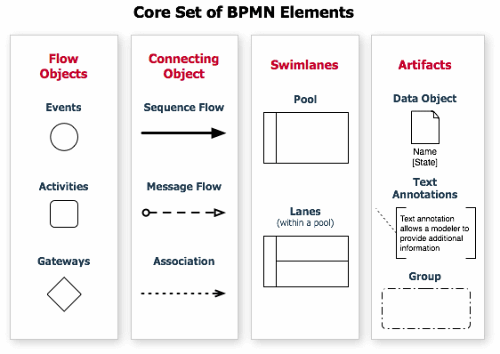 Core Set of BPMN Elements
Flow
Objects
Events
Activities
Gateways
Connecting
Object
Sequence Flow
Message Flow
Association
Swimlanes
Pool
Lanes
(within a pool)
Artifacts
Data Object
Name
[State]
Text
Annotations
Text annotation
allows a modeler to
provide additional
information
Group